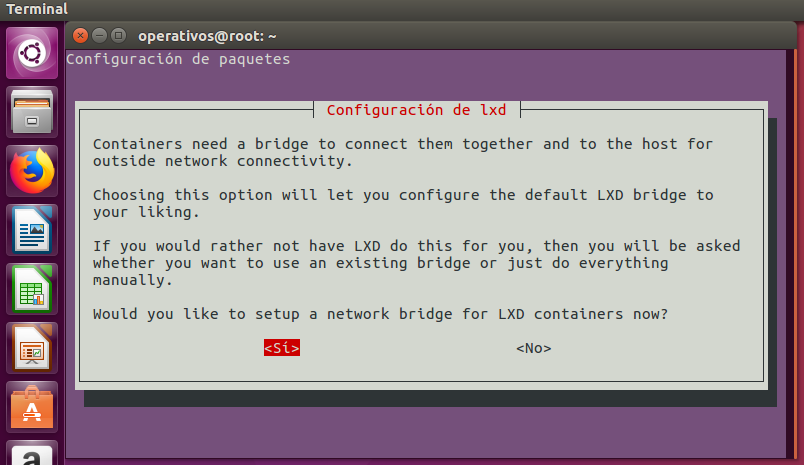 Terminal
operativos@root: ~
Configuración de paquetes
Configuración de lxd
Containers need a bridge to connect them together and to the host for
outside network connectivity.
Choosing this option will let you configure the default LXD bridge to
your liking.
If you would rather not have LXD do this for you, then you will be asked
whether you want to use an existing bridge or just do everything
manually.
Would you like to setup a network bridge for LXD containers now?
<Sí> <No>